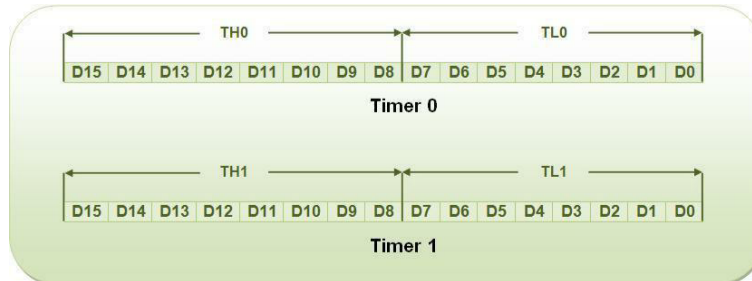 TH0 TL0
D15 D14 D13 D12 D11 D10 D9 D8 D7 D6 D5 D4 D3 D2 D1 D0
Timer 0
TH1 TL1
D15 D14 D13 D12 D11 D10 D9 D8 D7 D6 D5 D4 D3 D2 D1 D0
Timer 1